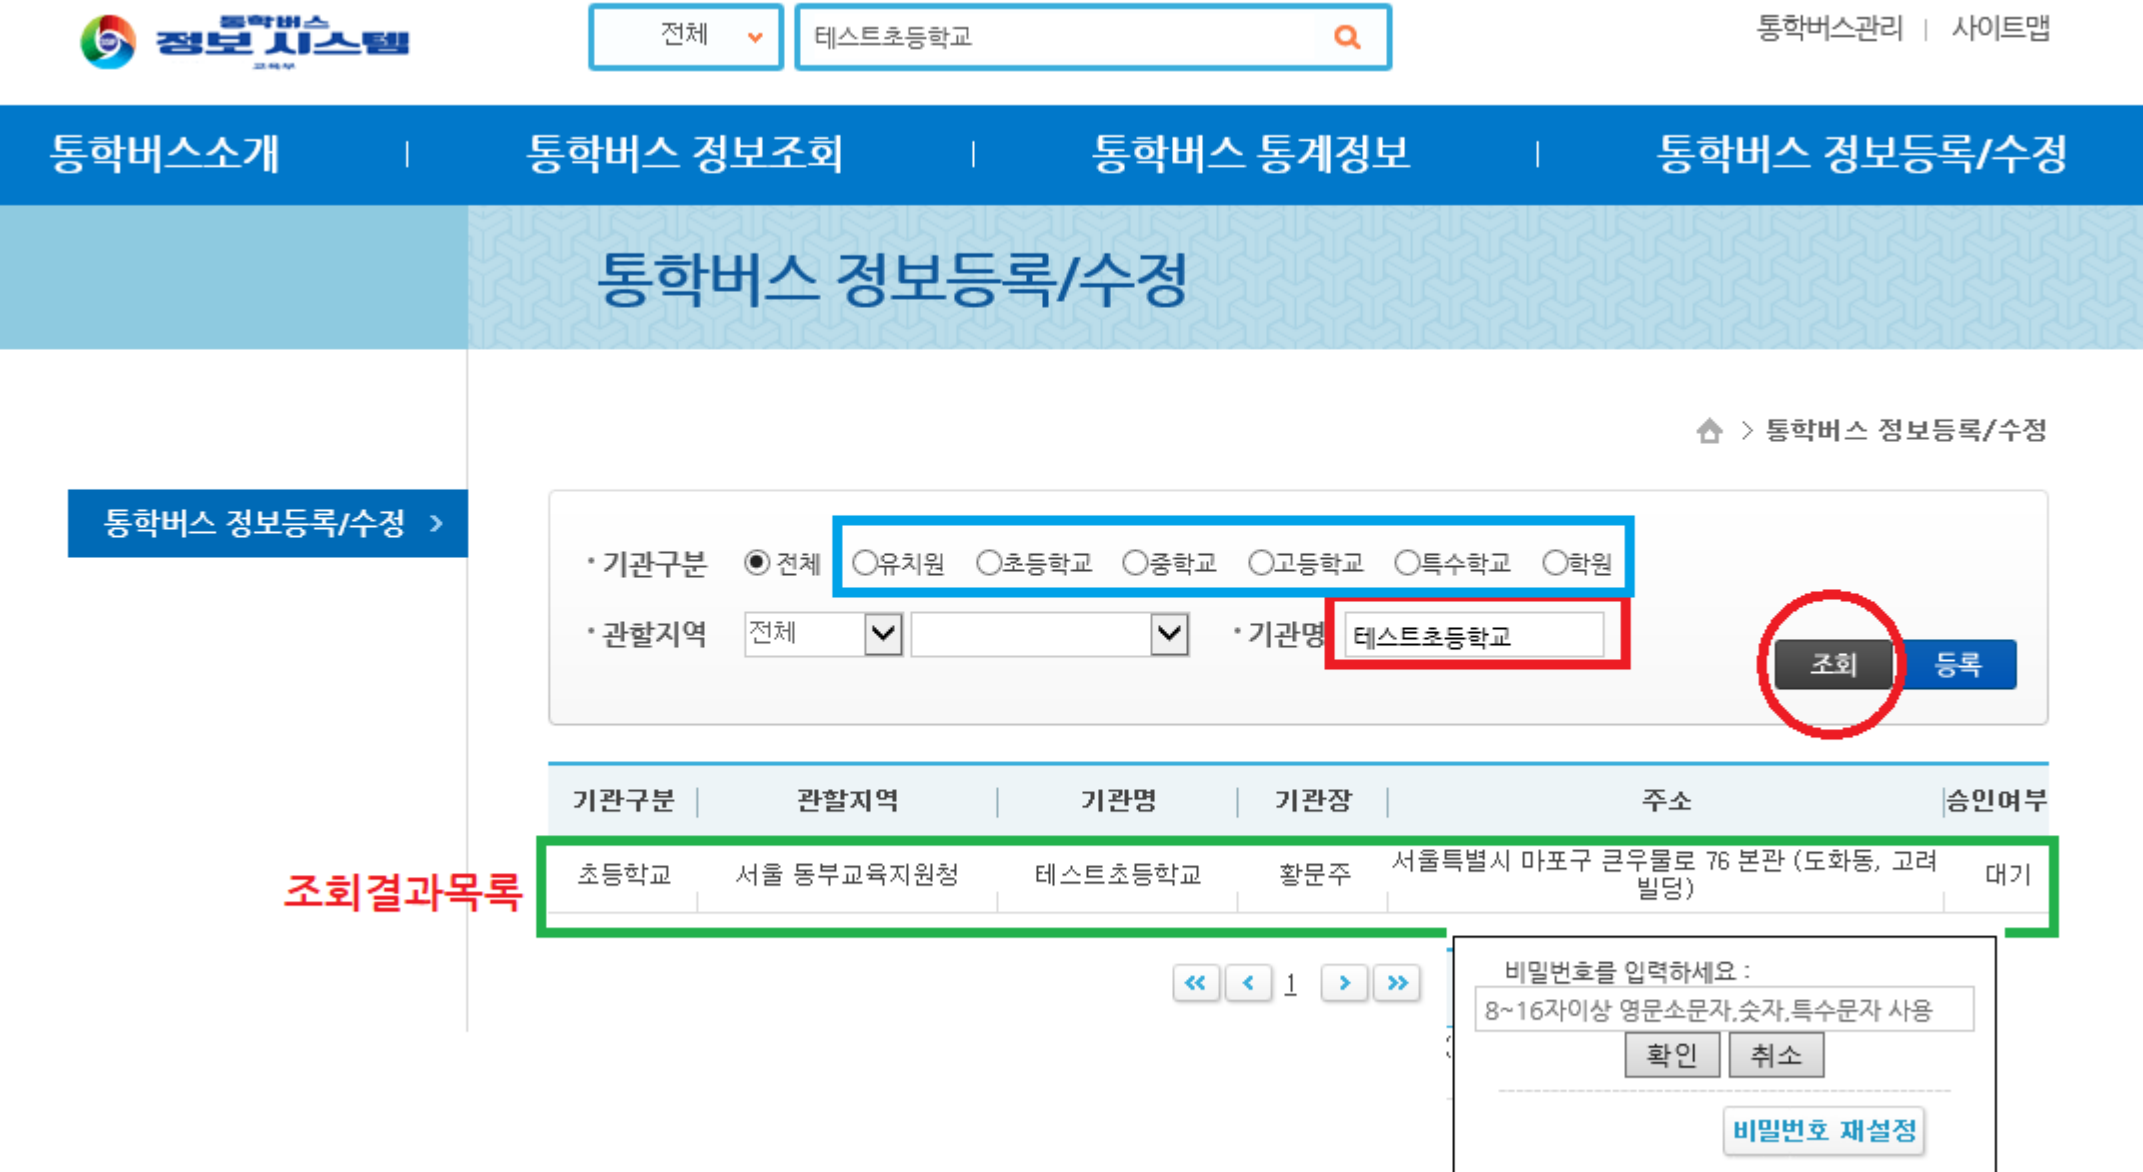 통학버스
정보 시스템
교육부
전체
테스트초등학교
통학버스관리 | 사이트맵
통학버스소개 | 통학버스 정보조회 | 통학버스 통계정보 | 통학버스 정보등록/수정
통학버스 정보등록/수정
> 통학버스 정보등록/수정
통학버스 정보등록/수정 >
· 기관구분 전체 유치원 초등학교 중학교 고등학교 특수학교 학원
· 관할지역 전체 · 기관명 테스트초등학교
조회 등록
기관구분 | 관할지역 | 기관명 | 기관장 | 주소 | 승인여부
조회결과목록
초등학교 서울 동부교육지원청 테스트초등학교 황문주 서울특별시 마포구 큰우물로 76 본관 (도화동, 고려 대기
빌딩)
« < 1 > »
비밀번호를 입력하세요 :
8~16자이상 영문소문자,숫자,특수문자 사용
확인 취소
비밀번호 재설정